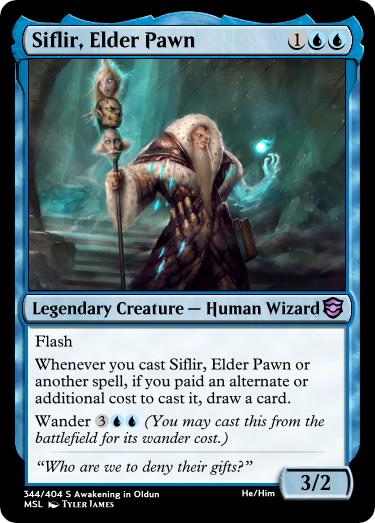 Siflir, Elder Pawn 1
Legendary Creature — Human Wizard
Flash
Whenever you cast Siflir, Elder Pawn or
another spell, if you paid an alternate or
additional cost to cast it, draw a card.
Wander 3 (You may cast this from the
battlefield for its wander cost.)
“Who are we to deny their gifts?”
3/2
344/404 S Awakening in Oldun He/Him
MSL Tyler James